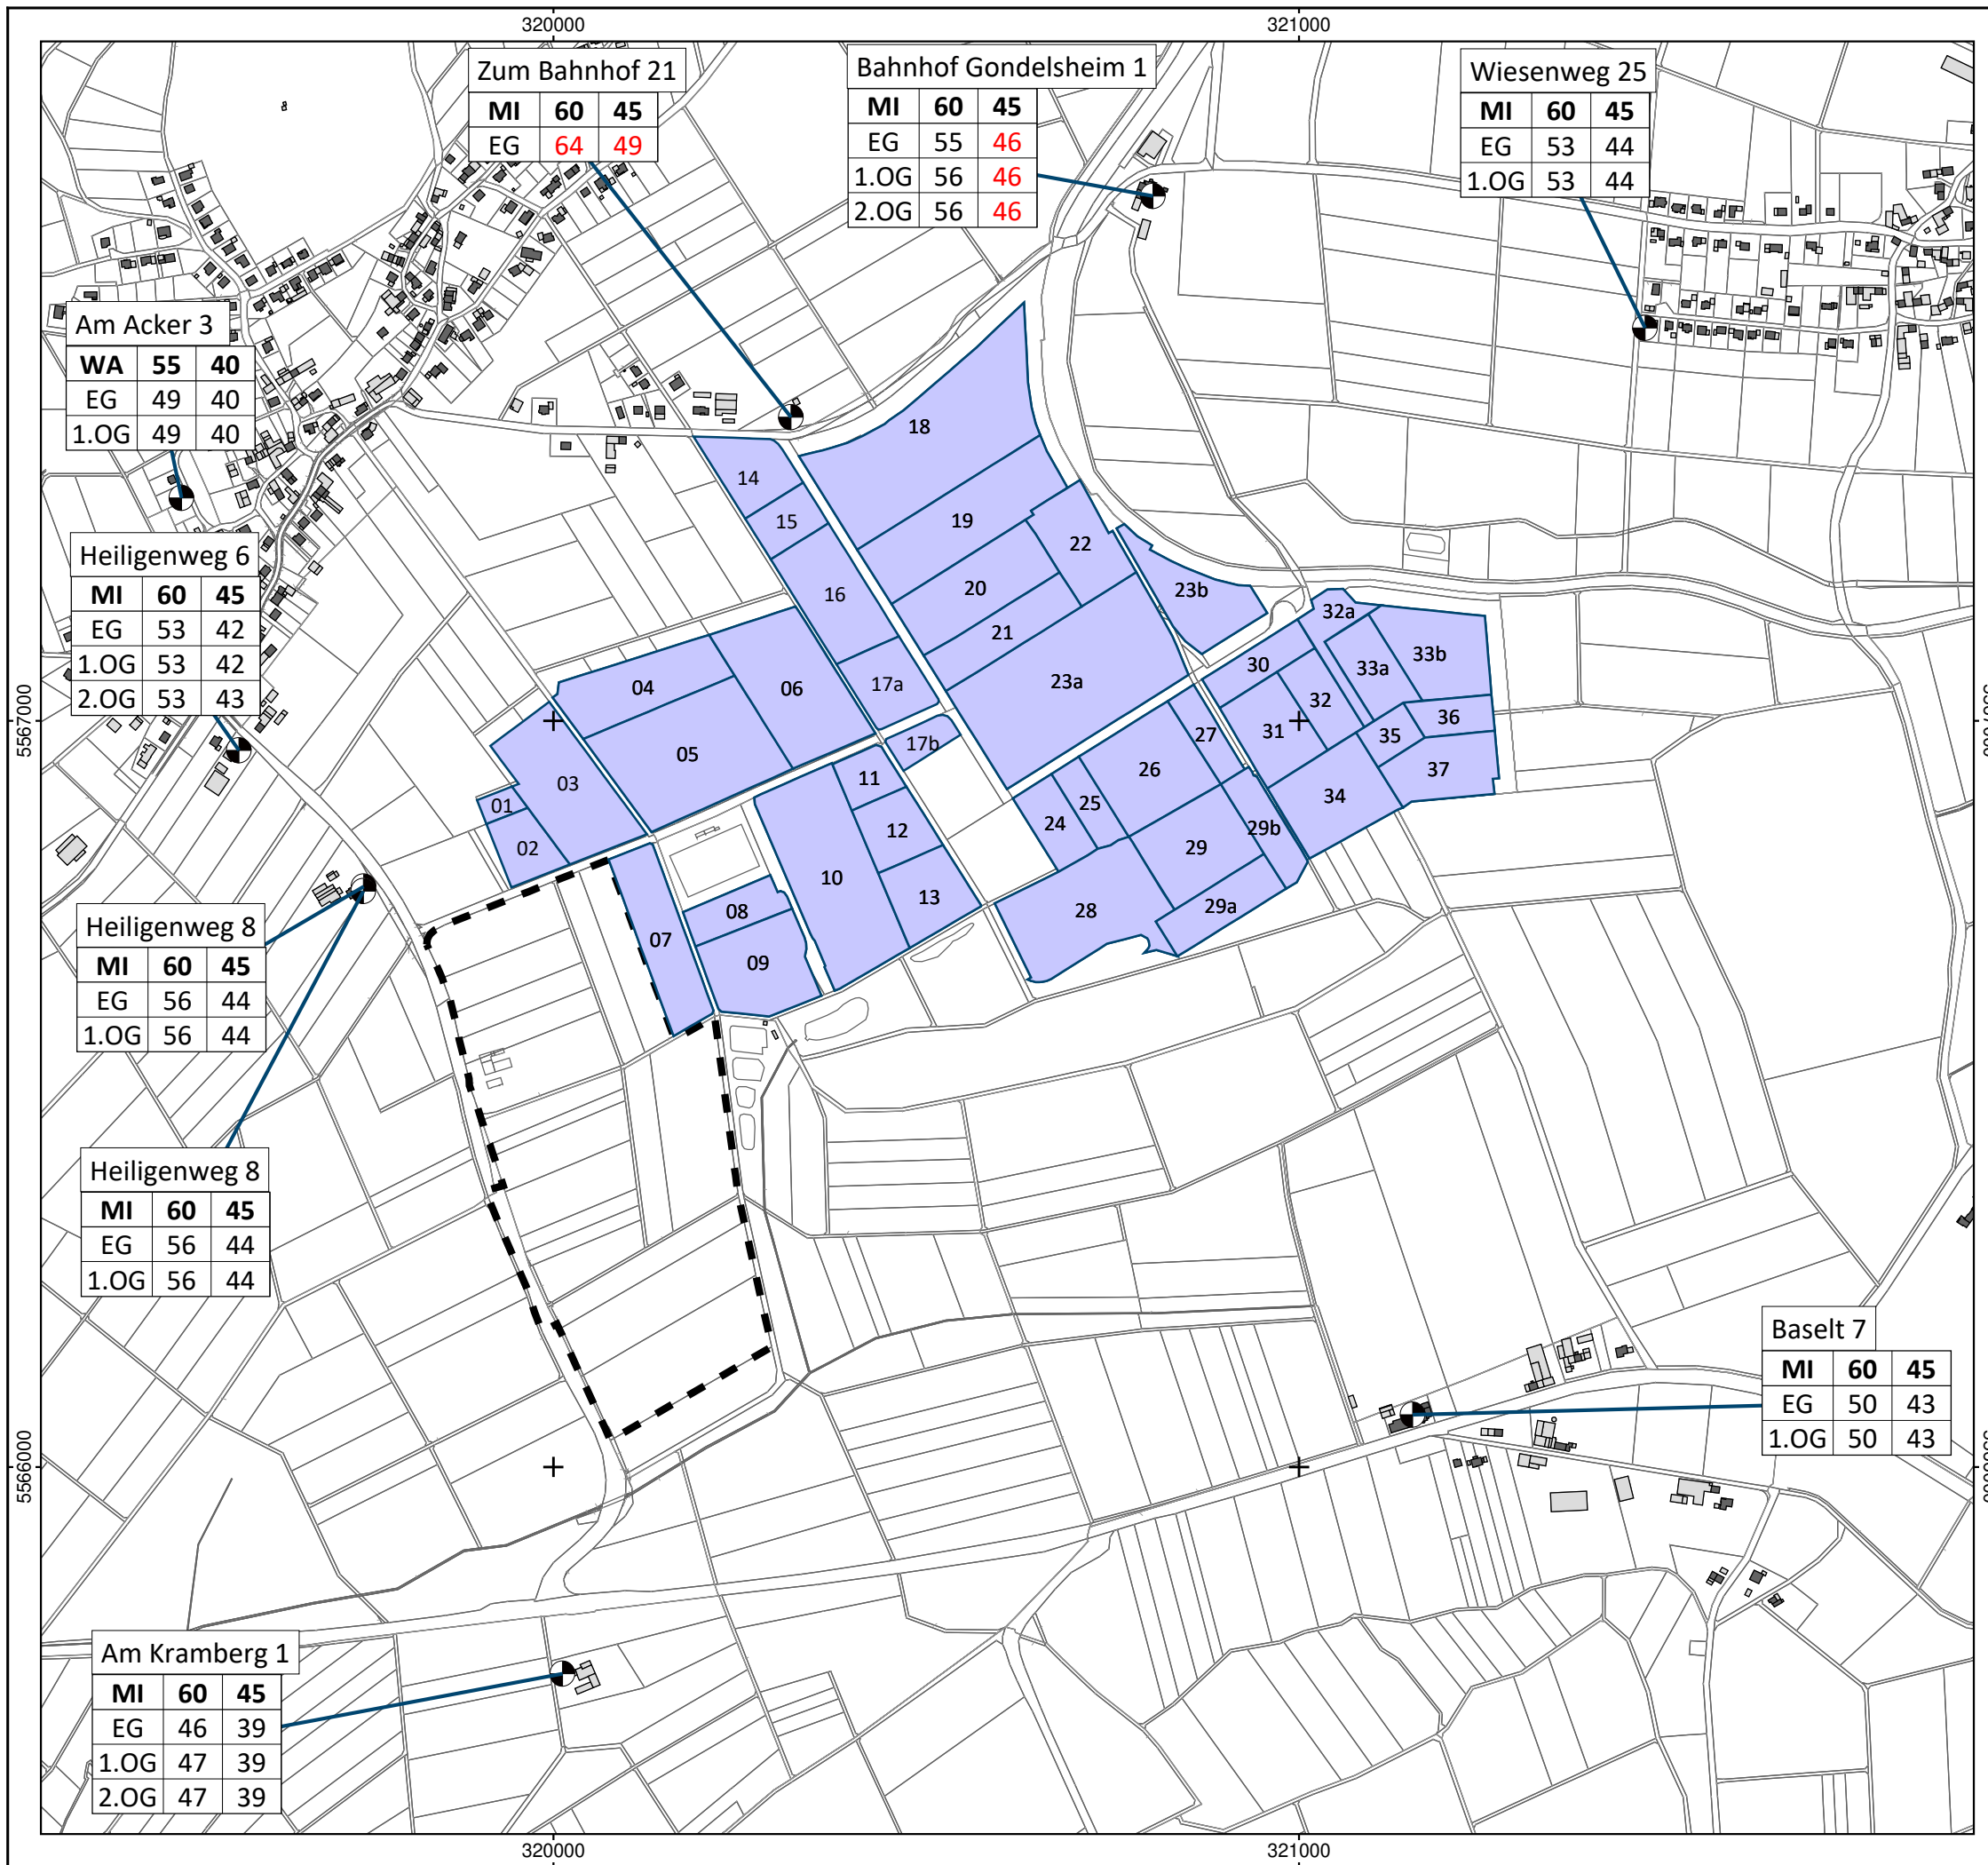 320000
321000
Zum Bahnhof 21
MI 60 45
EG 64 49
Bahnhof Gondelsheim 1
MI 60 45
EG 55 46
1.OG 56 46
2.OG 56 46
Wiesenweg 25
MI 60 45
EG 53 44
1.OG 53 44
Am Acker 3
WA 55 40
EG 49 40
1.OG 49 40
Heiligenweg 6
MI 60 45
EG 53 42
1.OG 53 42
2.OG 53 43
Heiligenweg 8
MI 60 45
EG 56 44
1.OG 56 44
Heiligenweg 8
MI 60 45
EG 56 44
1.OG 56 44
Am Kramberg 1
MI 60 45
EG 46 39
1.OG 47 39
2.OG 47 39
Baselt 7
MI 60 45
EG 50 43
1.OG 50 43
5567000
5566000
18
14
15
19
22
16
20
23b
21
32a
17a
23a
30
33a
33b
04
06
32
36
05
17b
27
31
35
03
11
26
37
01
25
34
02
12
24
29
29b
10
13
28
29a
08
07
09
320000
321000